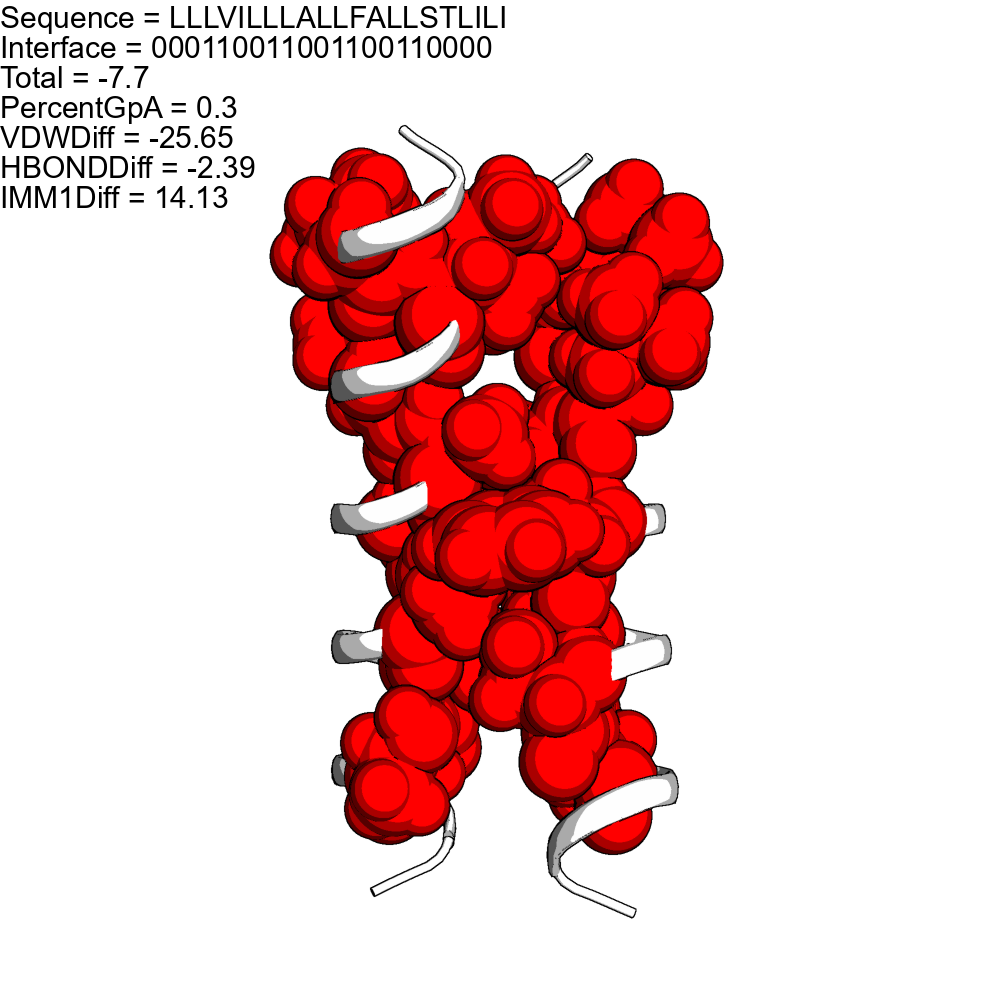 Sequence = LLLVILLLALLFALLSTLILI
Interface = 000110011001100110000
Total = -7.7
PercentGpA = 0.3
VDWDiff = -25.65
HBONDDiff = -2.39
IMM1Diff = 14.13